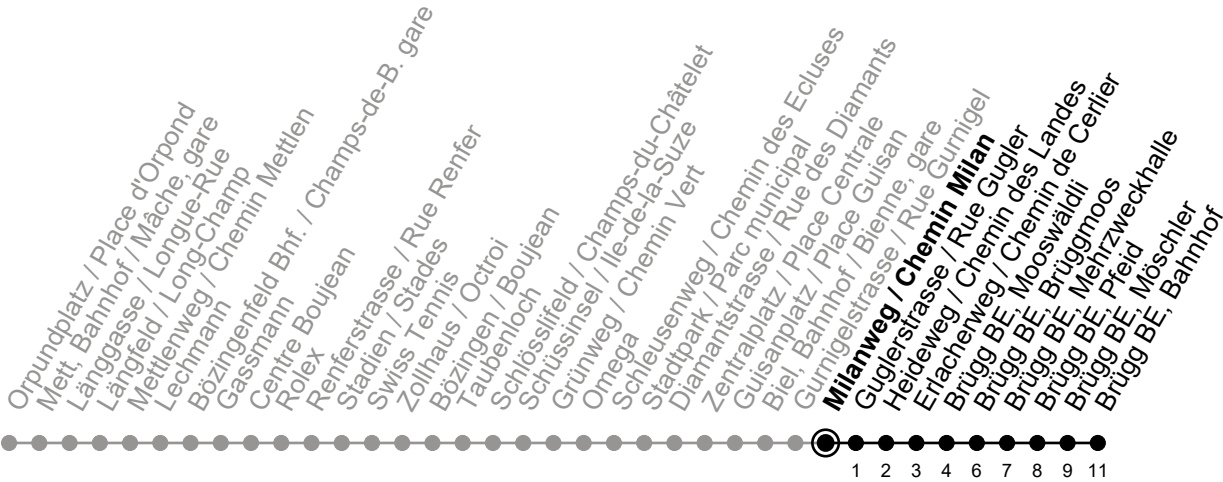 Orpundplatz / Place d'Orpond
Mett, Bahnhof / Mâche, gare
Länggasse / Longue-Rue
Längfeld / Long-Champ
Mettlenweg / Chemin Mettlen
Lechmann
Bözingenfeld Bhf. / Champs-de-B. gare
Gassmann
Centre Boujean
Rolex
Renferstrasse / Rue Renfer
Stadien / Stades
Swiss Tennis
Zollhaus / Octroi
Bözingen / Boujean
Taubenloch
Schlösslifeld / Champs-du-Châtelet
Schüssinsel / Ile-de-la-Suze
Grünweg / Chemin Vert
Omega
Schleusenweg / Chemin des Ecluses
Stadtpark / Parc municipal
Diamantstrasse / Rue des Diamants
Zentralplatz / Place Centrale
Guisanplatz / Place Guisan
Biel, Bahnhof / Bienne, gare
Gurnigelstrasse / Rue Gurnigel
Milanweg / Chemin Milan
Guglerstrasse / Rue Gugler
Heideweg / Chemin des Landes
Erlacherweg / Chemin de Cerlier
Brügg BE, Mooswäldli
Brügg BE, Brüggmoos
Brügg BE, Mehrzweckhalle
Brügg BE, Pfeid
Brügg BE, Möschler
Brügg BE, Bahnhof
1 2 3 4 6 7 8 9 11